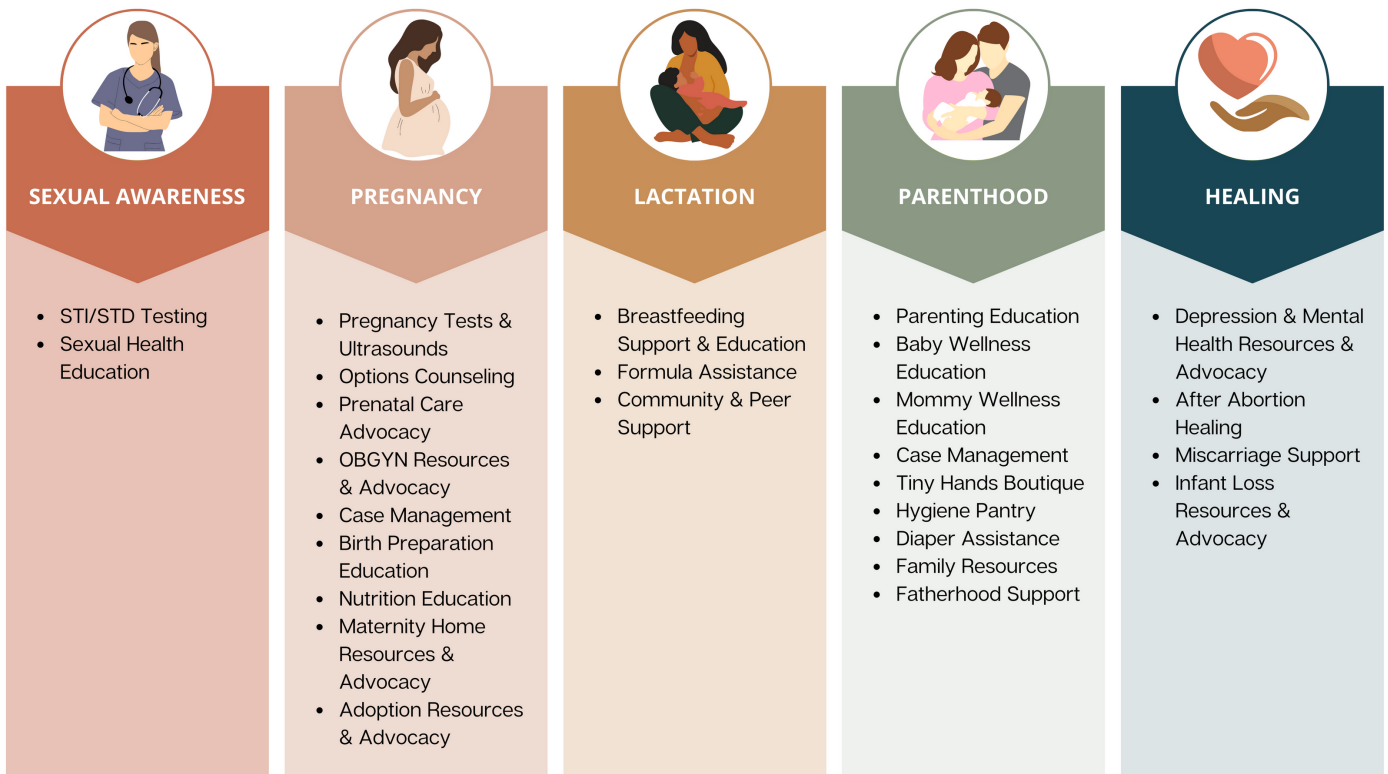 SEXUAL AWARENESS
• STI/STD Testing
• Sexual Health
Education
PREGNANCY
• Pregnancy Tests &
Ultrasounds
• Options Counseling
• Prenatal Care
Advocacy
• OBGYN Resources
& Advocacy
• Case Management
• Birth Preparation
Education
• Nutrition Education
• Maternity Home
Resources &
Advocacy
• Adoption Resources
& Advocacy
LACTATION
• Breastfeeding
Support & Education
• Formula Assistance
• Community & Peer
Support
PARENTHOOD
• Parenting Education
• Baby Wellness
Education
• Mommy Wellness
Education
• Case Management
• Tiny Hands Boutique
• Hygiene Pantry
• Diaper Assistance
• Family Resources
• Fatherhood Support
HEALING
• Depression & Mental
Health Resources &
Advocacy
• After Abortion
Healing
• Miscarriage Support
• Infant Loss
Resources &
Advocacy